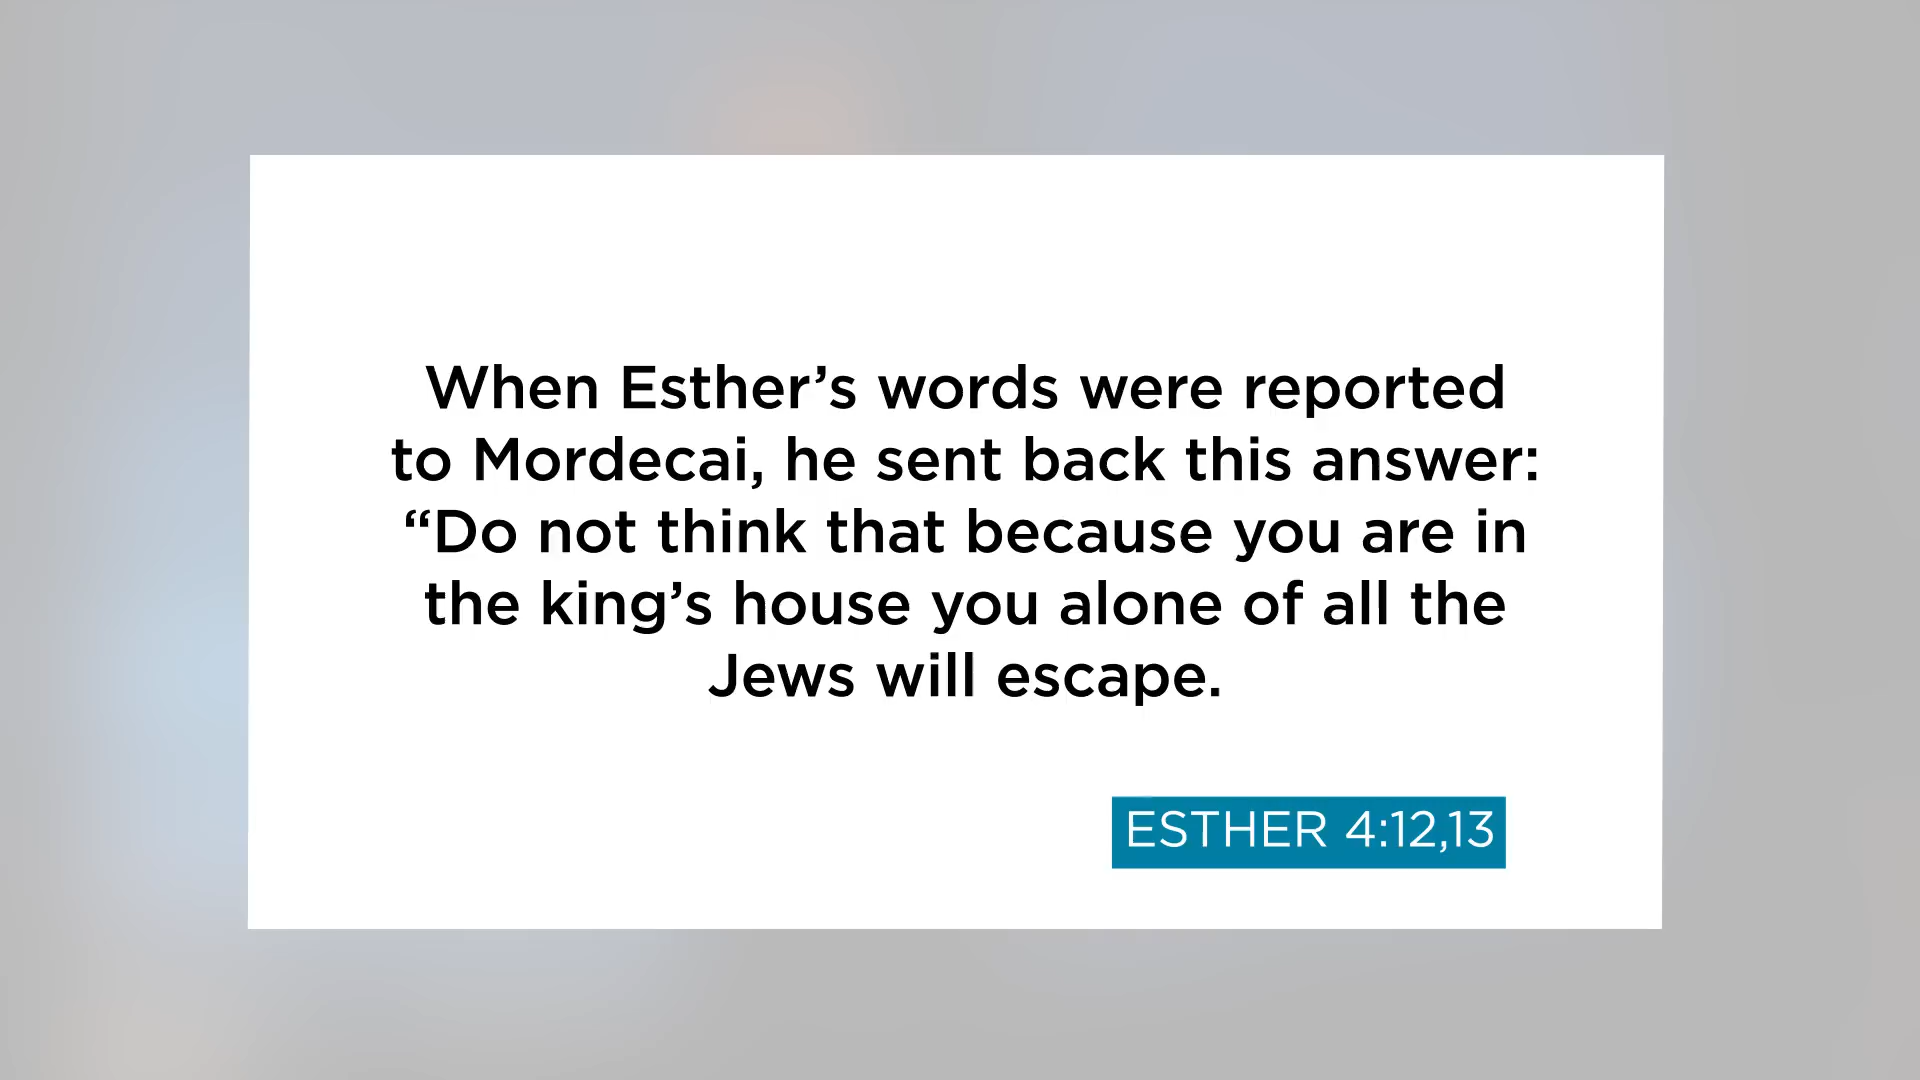 When Esther’s words were reported
to Mordecai, he sent back this answer:
“Do not think that because you are in
the king’s house you alone of all the
Jews will escape.
ESTHER 4:12,13